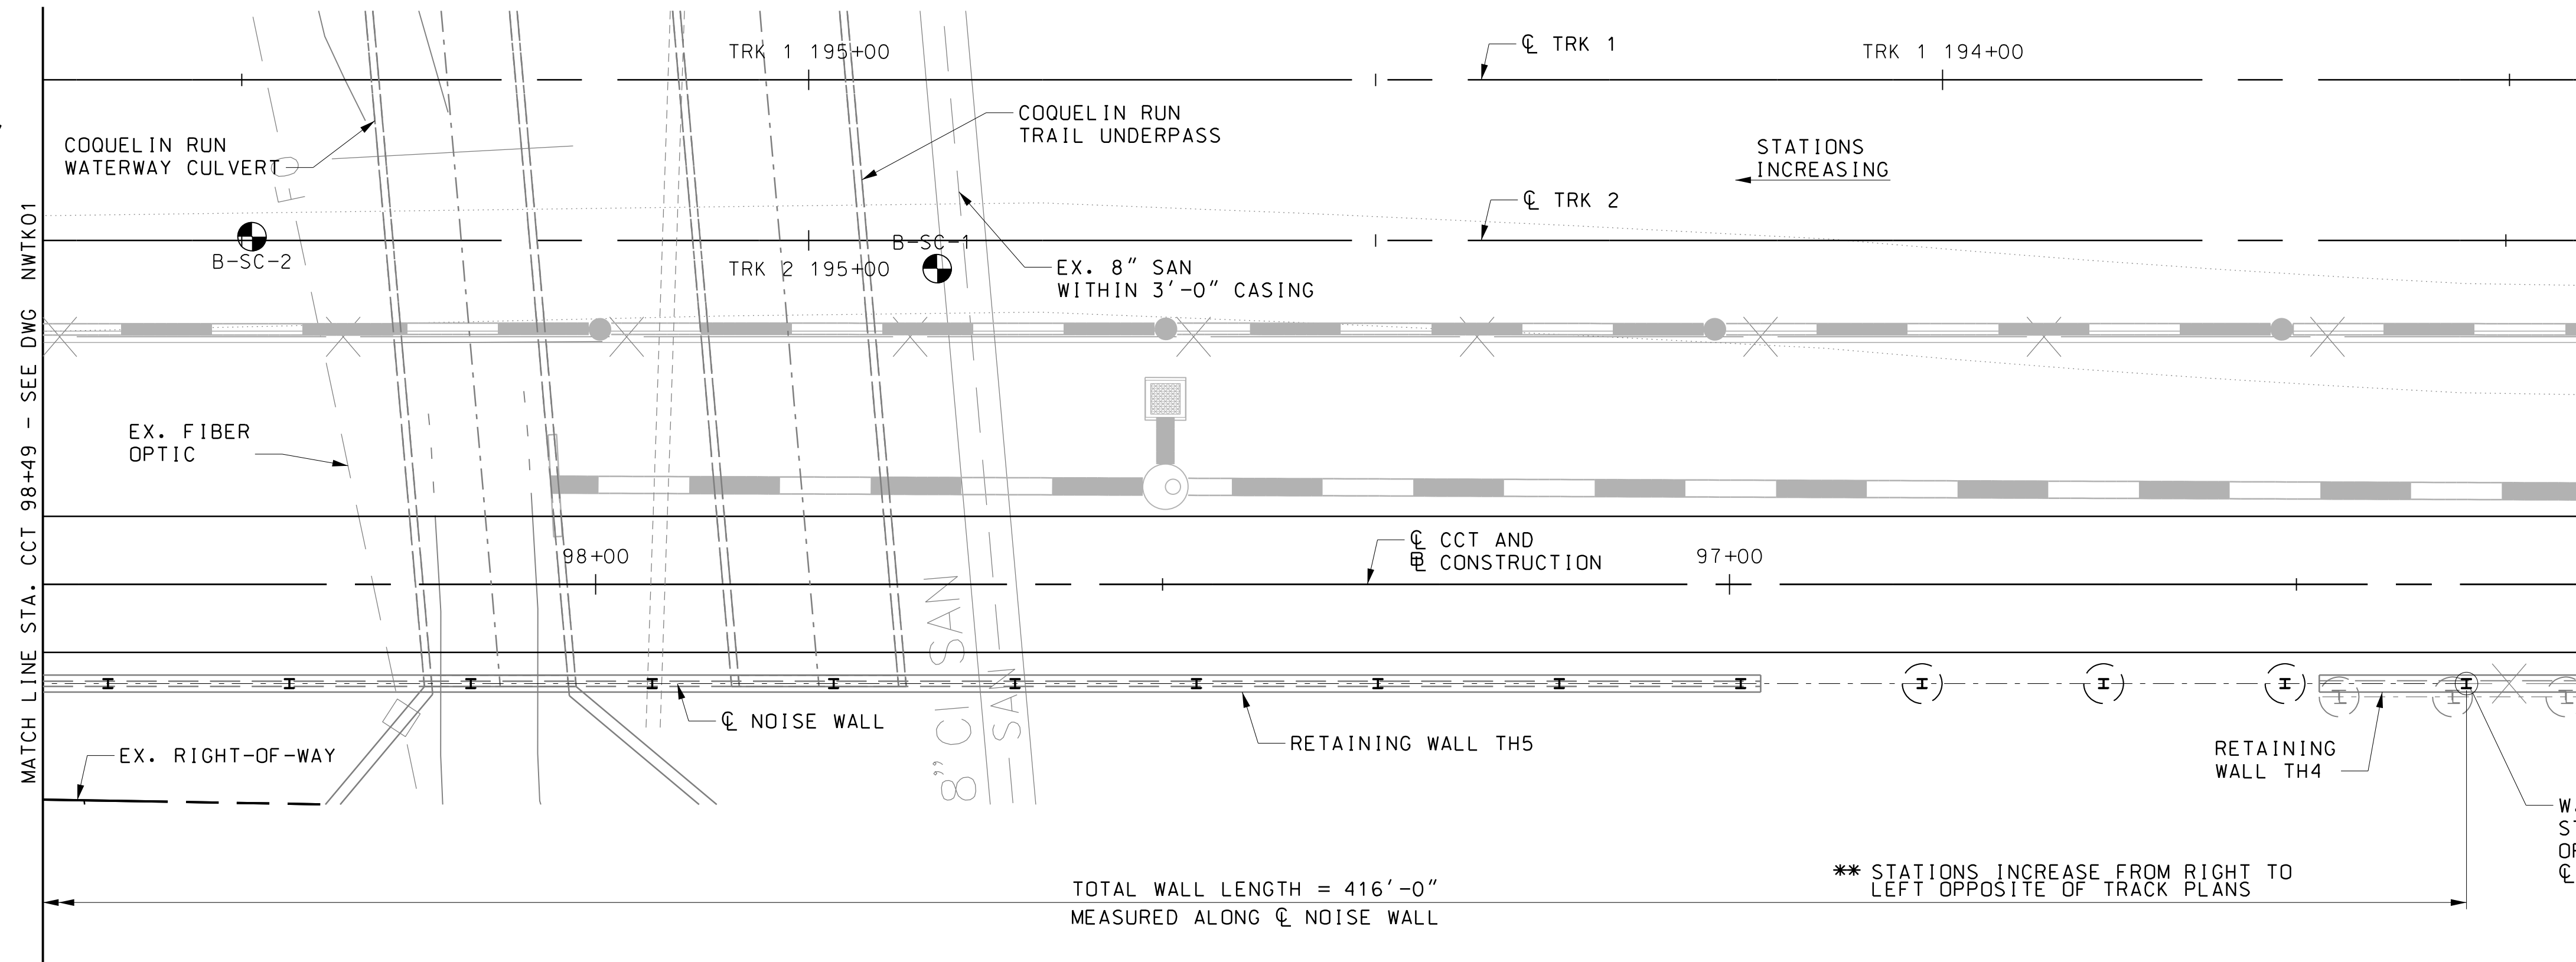 TRK 1 195+00
℄ TRK 1
TRK 1 194+00
COQUELIN RUN
WATERWAY CULVERT
COQUELIN RUN
TRAIL UNDERPASS
STATIONS
INCREASING
FO
℄ TRK 2
B-SC-2
B-SC-1
TRK 2 195+00
EX. 8" SAN
WITHIN 3'-0" CASING
MATCH LINE STA. CCT 98+49 - SEE DWG NWTK01
EX. FIBER
OPTIC
98+00
℄ CCT AND
BL CONSTRUCTION
97+00
8" CI SAN
SAN
℄ NOISE WALL
RETAINING WALL TH5
EX. RIGHT-OF-WAY
RETAINING
WALL TH4
W
ST
OF
℄
** STATIONS INCREASE FROM RIGHT TO
LEFT OPPOSITE OF TRACK PLANS
TOTAL WALL LENGTH = 416'-0"
MEASURED ALONG ℄ NOISE WALL